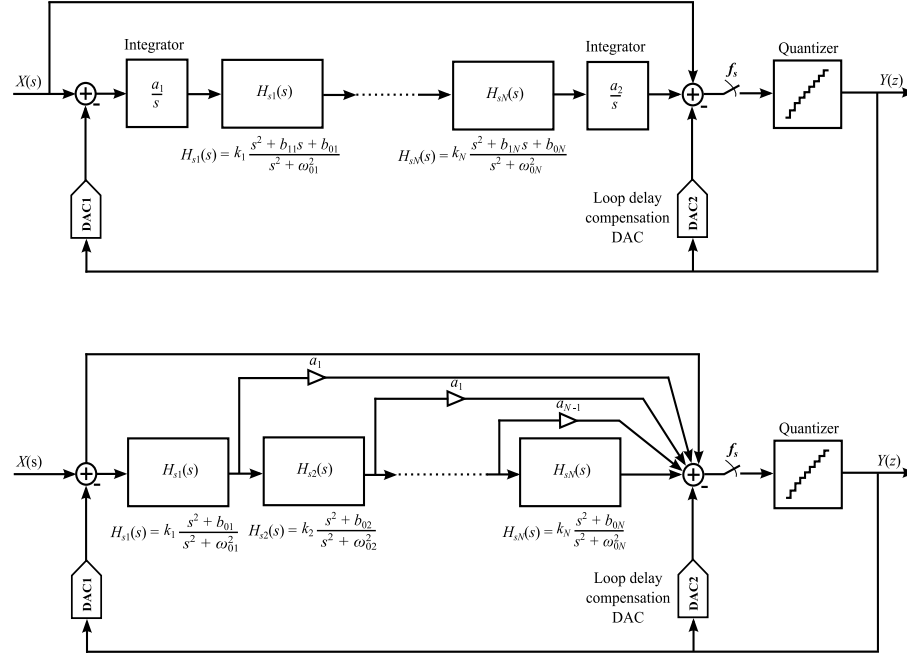 Integrator
Integrator
Quantizer
X(s)
+
-
a₁/s
Hs1(s)
HsN(s)
a₂/s
+
-
fs
Y(z)
Hs1(s) = k₁ (s² + b₁₁s + b₀₁)/(s² + ω₀₁²)
HsN(s) = kN (s² + b1Ns + b0N)/(s² + ω0N²)
DAC1
Loop delay
compensation
DAC
DAC2
a₁
a₁
aN-1
Quantizer
X(s)
+
-
Hs1(s)
Hs2(s)
HsN(s)
+
-
fs
Y(z)
Hs1(s) = k₁ (s² + b₀₁)/(s² + ω₀₁²)
Hs2(s) = k₂ (s² + b₀₂)/(s² + ω₀₂²)
HsN(s) = kN (s² + b0N)/(s² + ω0N²)
DAC1
Loop delay
compensation
DAC
DAC2